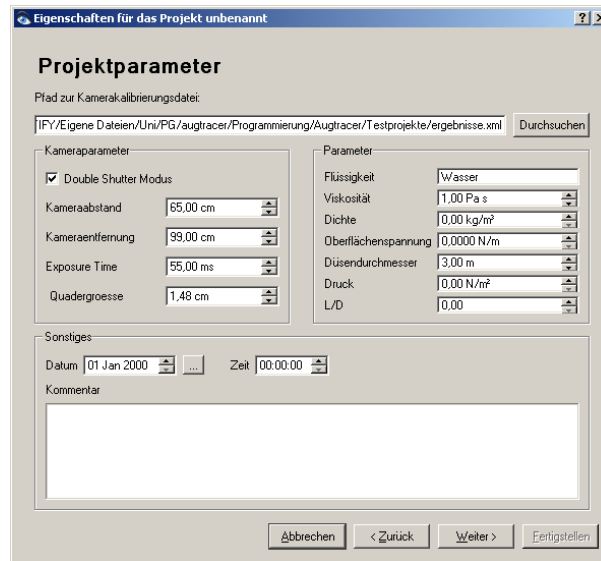 Eigenschaften für das Projekt unbenannt
Projektparameter
Pfad zur Kamerakalibrierungsdatei:
IFY/Eigene Dateien/Uni/PG/augtracer/Programmierung/Augtracer/Testprojekte/ergebnisse.xml Durchsuchen
Kameraparameter
Double Shutter Modus
Kameraabstand 65,00 cm
Kameraentfernung 99,00 cm
Exposure Time 55,00 ms
Quadergroesse 1,48 cm
Parameter
Flüssigkeit Wasser
Viskosität 1,00 Pa s
Dichte 0,00 kg/m³
Oberflächenspannung 0,0000 N/m
Düsendurchmesser 3,00 m
Druck 0,00 N/m²
L/D 0,00
Sonstiges
Datum 01 Jan 2000 ... Zeit 00:00:00
Kommentar
Abbrechen < Zurück Weiter > Fertigstellen